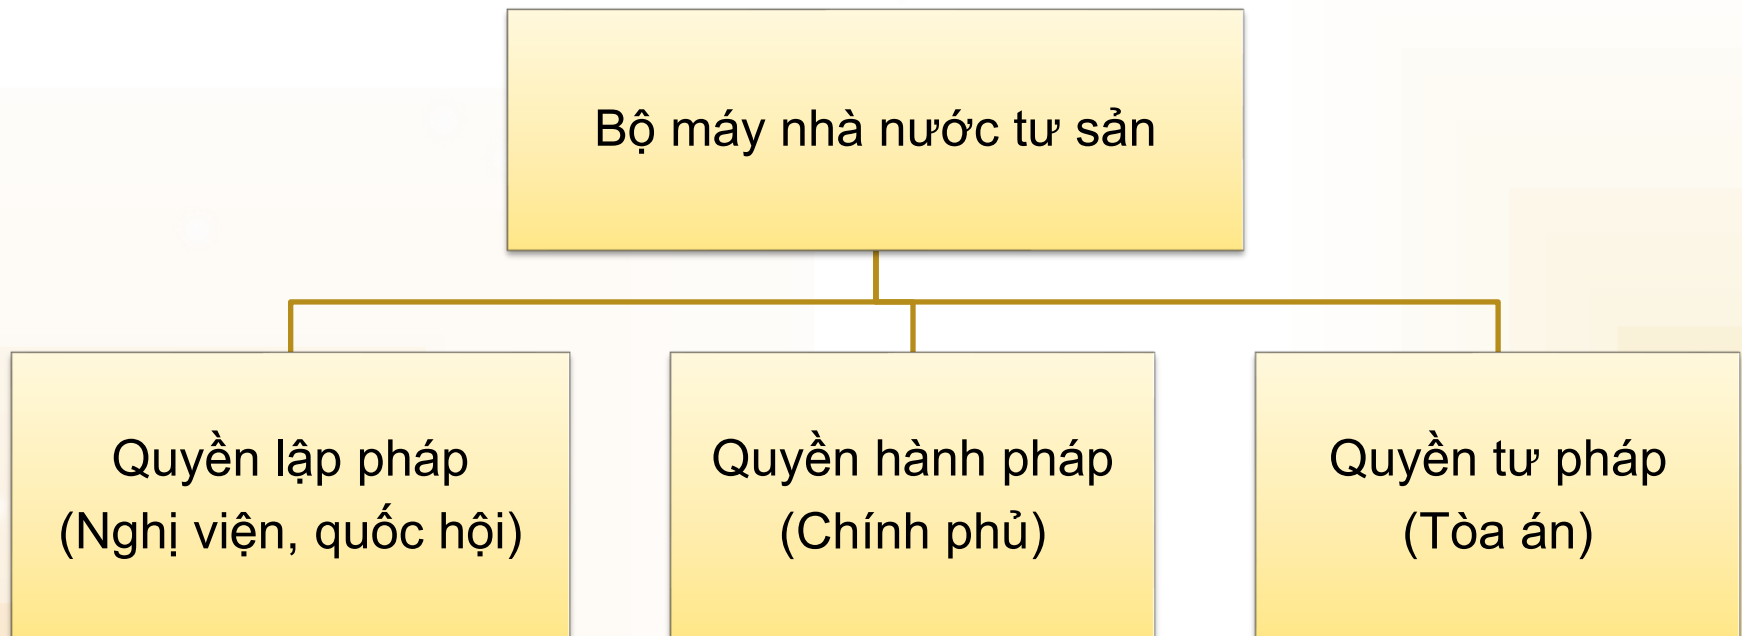 Bộ máy nhà nước tư sản
Quyền lập pháp
(Nghị viện, quốc hội)
Quyền hành pháp
(Chính phủ)
Quyền tư pháp
(Tòa án)